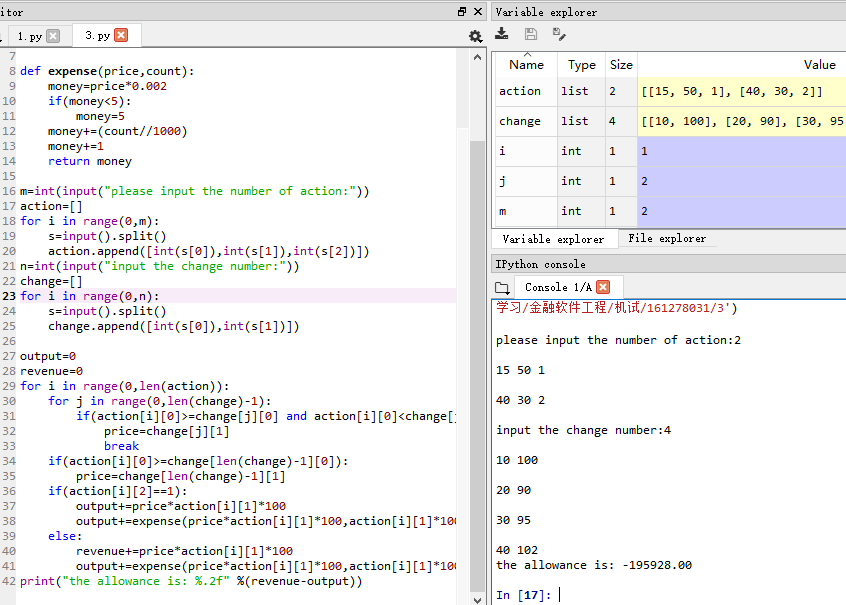 itor
1.py
3.py
7
8 def expense(price,count):
9     money=price*0.002
10     if(money<5):
11         money=5
12     money+=(count//1000)
13     money+=1
14     return money
15
16 m=int(input("please input the number of action:"))
17 action=[]
18 for i in range(0,m):
19     s=input().split()
20     action.append([int(s[0]),int(s[1]),int(s[2])])
21 n=int(input("input the change number:"))
22 change=[]
23 for i in range(0,n):
24     s=input().split()
25     change.append([int(s[0]),int(s[1])])
26
27 output=0
28 revenue=0
29 for i in range(0,len(action)):
30     for j in range(0,len(change)-1):
31         if(action[i][0]>=change[j][0] and action[i][0]<change[
32             price=change[j][1]
33             break
34     if(action[i][0]>=change[len(change)-1][0]):
35         price=change[len(change)-1][1]
36     if(action[i][2]==1):
37         output+=price*action[i][1]*100
38         output+=expense(price*action[i][1]*100,action[i][1]*10
39     else:
40         revenue+=price*action[i][1]*100
41         output+=expense(price*action[i][1]*100,action[i][1]*10
42 print("the allowance is: %.2f" %(revenue-output))
Variable explorer
Name Type Size Value
action list 2 [[15, 50, 1], [40, 30, 2]]
change list 4 [[10, 100], [20, 90], [30, 95
i int 1 1
j int 1 2
m int 1 2
Variable explorer File explorer
IPython console
Console 1/A
学习/金融软件工程/机试/161278031/3')
please input the number of action:2
15 50 1
40 30 2
input the change number:4
10 100
20 90
30 95
40 102
the allowance is: -195928.00
In [17]: